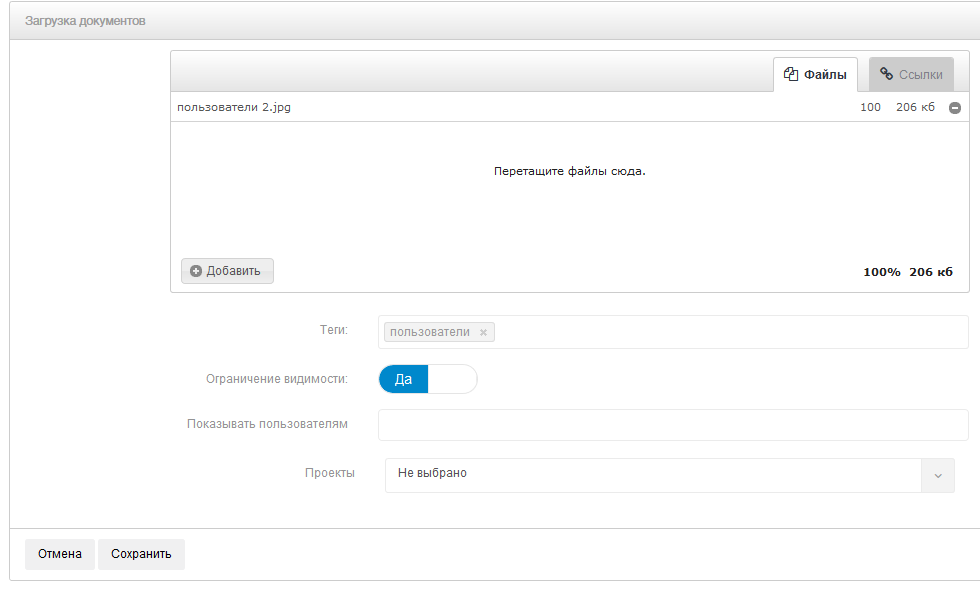 Загрузка документов
Файлы Ссылки
пользователи 2.jpg 100 206 кб
Перетащите файлы сюда.
Добавить 100% 206 кб
Теги: пользователи ×
Ограничение видимости: Да
Показывать пользователям
Проекты Не выбрано
Отмена Сохранить